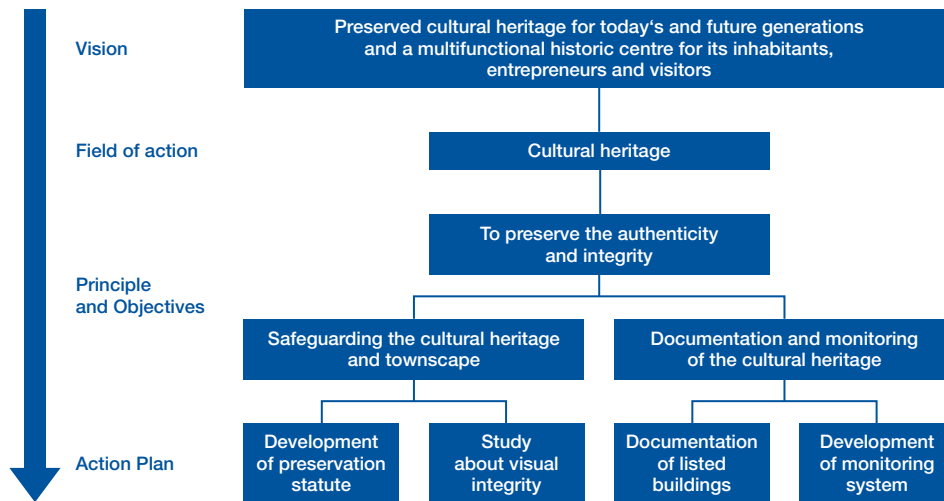 Vision
Preserved cultural heritage for today‘s and future generations
and a multifunctional historic centre for its inhabitants,
entrepreneurs and visitors
Field of action
Cultural heritage
To preserve the authenticity
and integrity
Principle
and Objectives
Safeguarding the cultural heritage
and townscape
Documentation and monitoring
of the cultural heritage
Action Plan
Development
of preservation
statute
Study
about visual
integrity
Documentation
of listed
buildings
Development
of monitoring
system